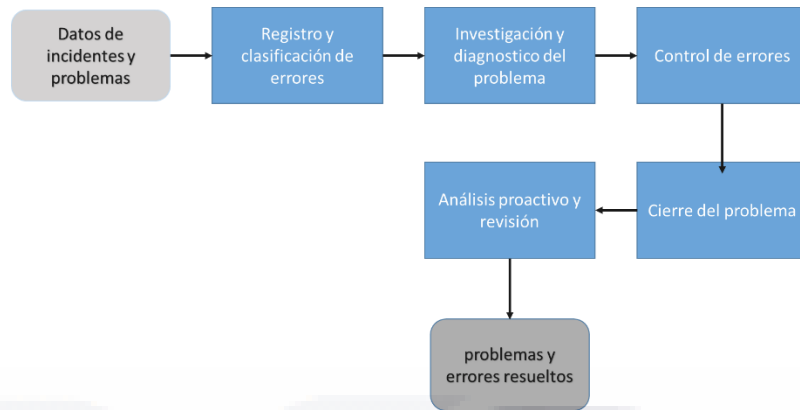 Datos de
incidentes y
problemas
Registro y
clasificación de
errores
Investigación y
diagnostico del
problema
Control de errores
Análisis proactivo y
revisión
Cierre del problema
problemas y
errores resueltos